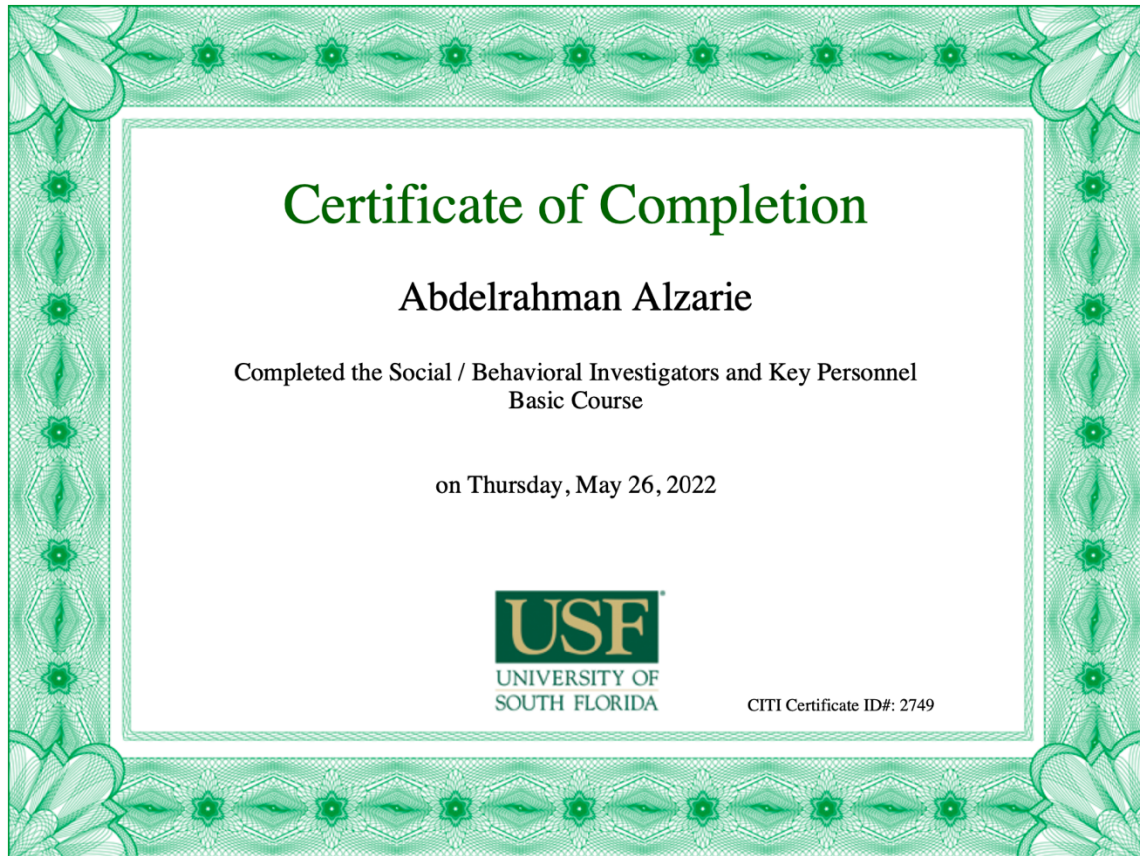 Certificate of Completion
Abdelrahman Alzarie
Completed the Social / Behavioral Investigators and Key Personnel
Basic Course
on Thursday, May 26, 2022
USF
UNIVERSITY OF
SOUTH FLORIDA
CITI Certificate ID#: 2749